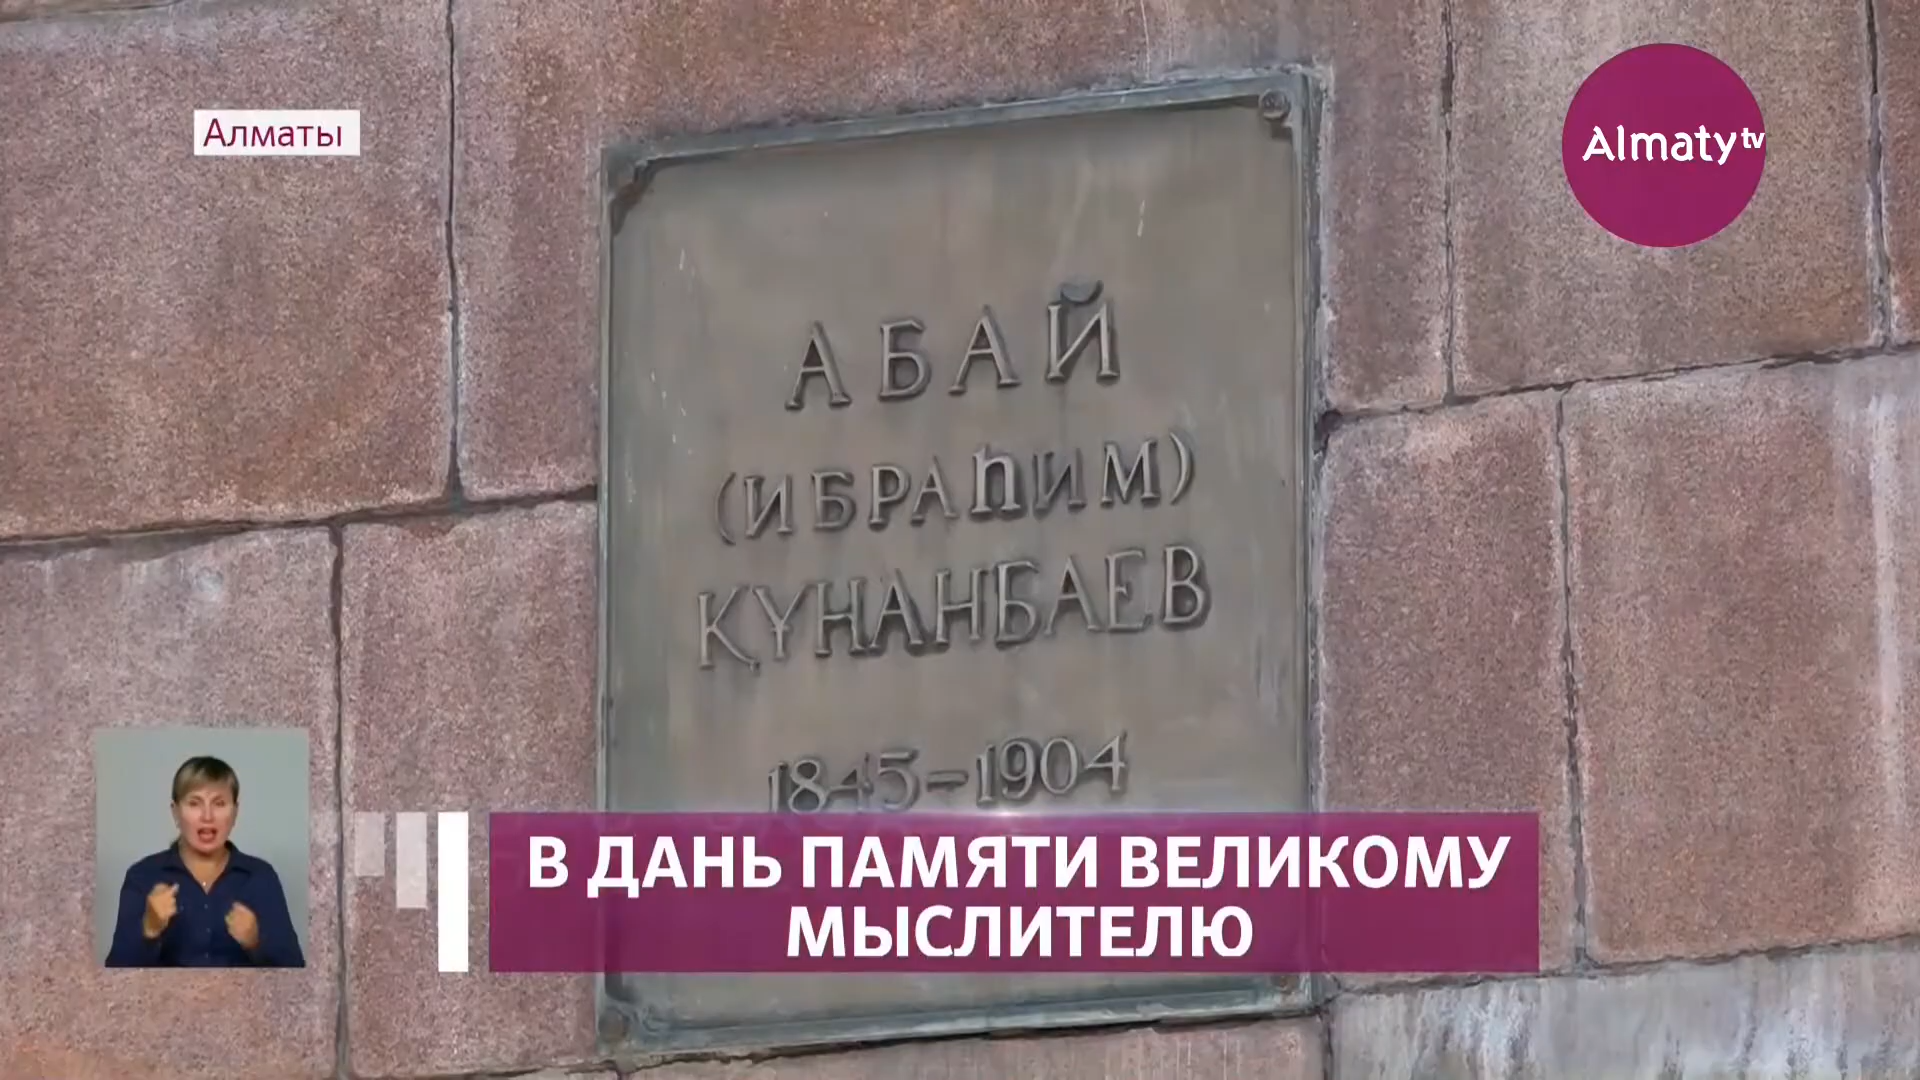 Алматы
Almaty tv
АБАЙ
(ИБРАҺИМ)
ҚҰНАНБАЕВ
1845–1904
В ДАНЬ ПАМЯТИ ВЕЛИКОМУ
МЫСЛИТЕЛЮ